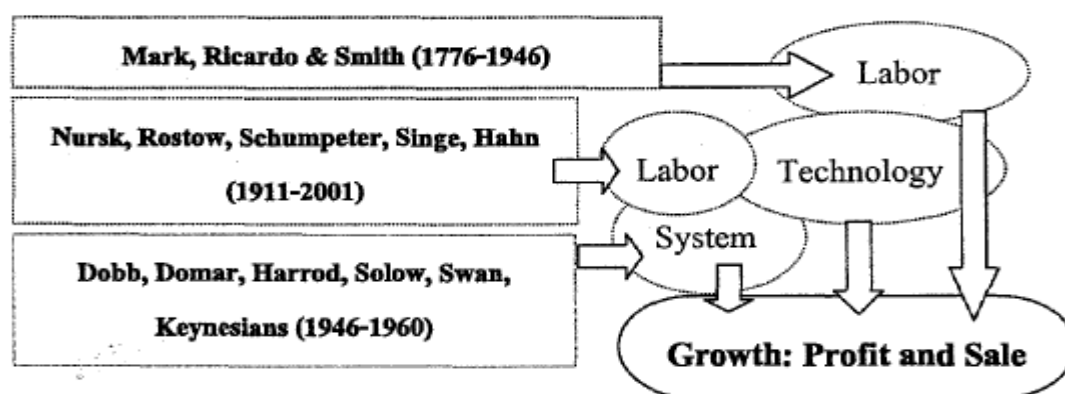 Mark, Ricardo & Smith (1776-1946)
Labor
Nursk, Rostow, Schumpeter, Singe, Hahn
(1911-2001)
Labor
Technology
System
Dobb, Domar, Harrod, Solow, Swan,
Keynesians (1946-1960)
Growth: Profit and Sale